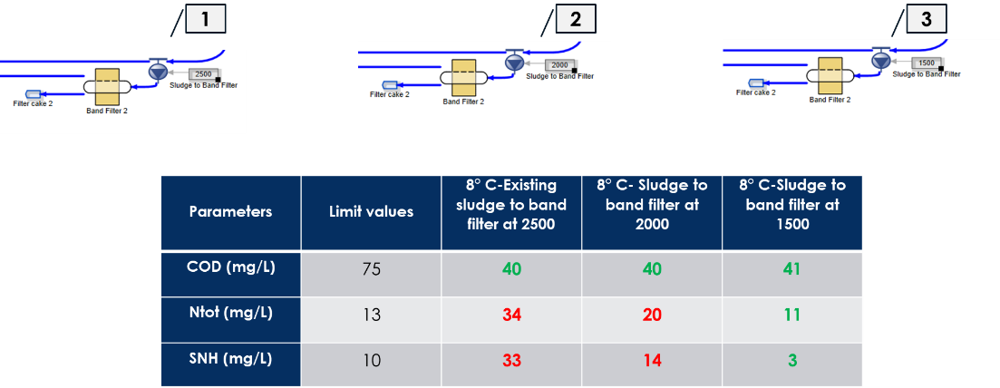 1
2
3
2500
Sludge to Band Filter
Filter cake 2
Band Filter 2
2000
Sludge to Band Filter
Filter cake 2
Band Filter 2
1500
Sludge to Band Filter
Filter cake 2
Band Filter 2
Parameters
Limit values
8° C-Existing
sludge to band
filter at 2500
8° C- Sludge to
band filter at
2000
8° C-Sludge to
band filter at
1500
COD (mg/L) 75 40 40 41
Ntot (mg/L) 13 34 20 11
SNH (mg/L) 10 33 14 3